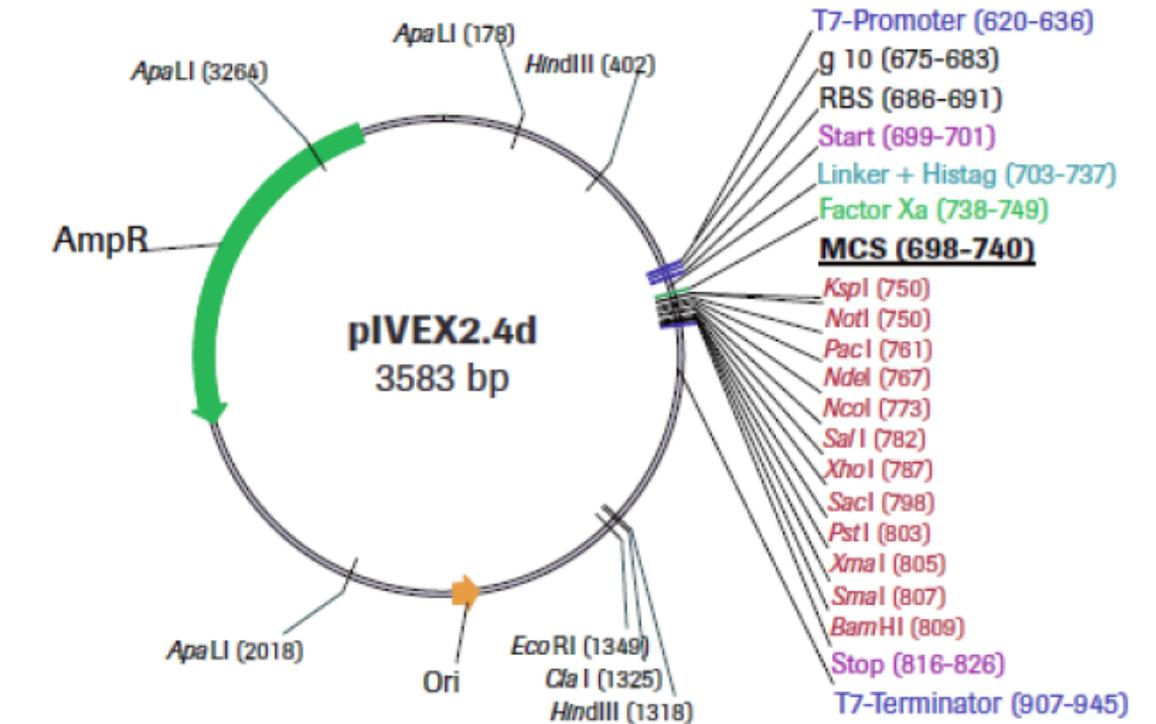 ApaLI (178)
HindIII (402)
ApaLI (3264)
AmpR
pIVEX2.4d
3583 bp
T7-Promoter (620-636)
g 10 (675-683)
RBS (686-691)
Start (699-701)
Linker + Histag (703-737)
Factor Xa (738-749)
MCS (698-740)
KspI (750)
NotI (750)
PacI (761)
NdeI (767)
NcoI (773)
SalI (782)
XhoI (787)
SacI (798)
PstI (803)
XmaI (805)
SmaI (807)
BamHI (809)
Stop (816-826)
T7-Terminator (907-945)
EcoRI (1349)
ClaI (1325)
HindIII (1318)
Ori
ApaLI (2018)